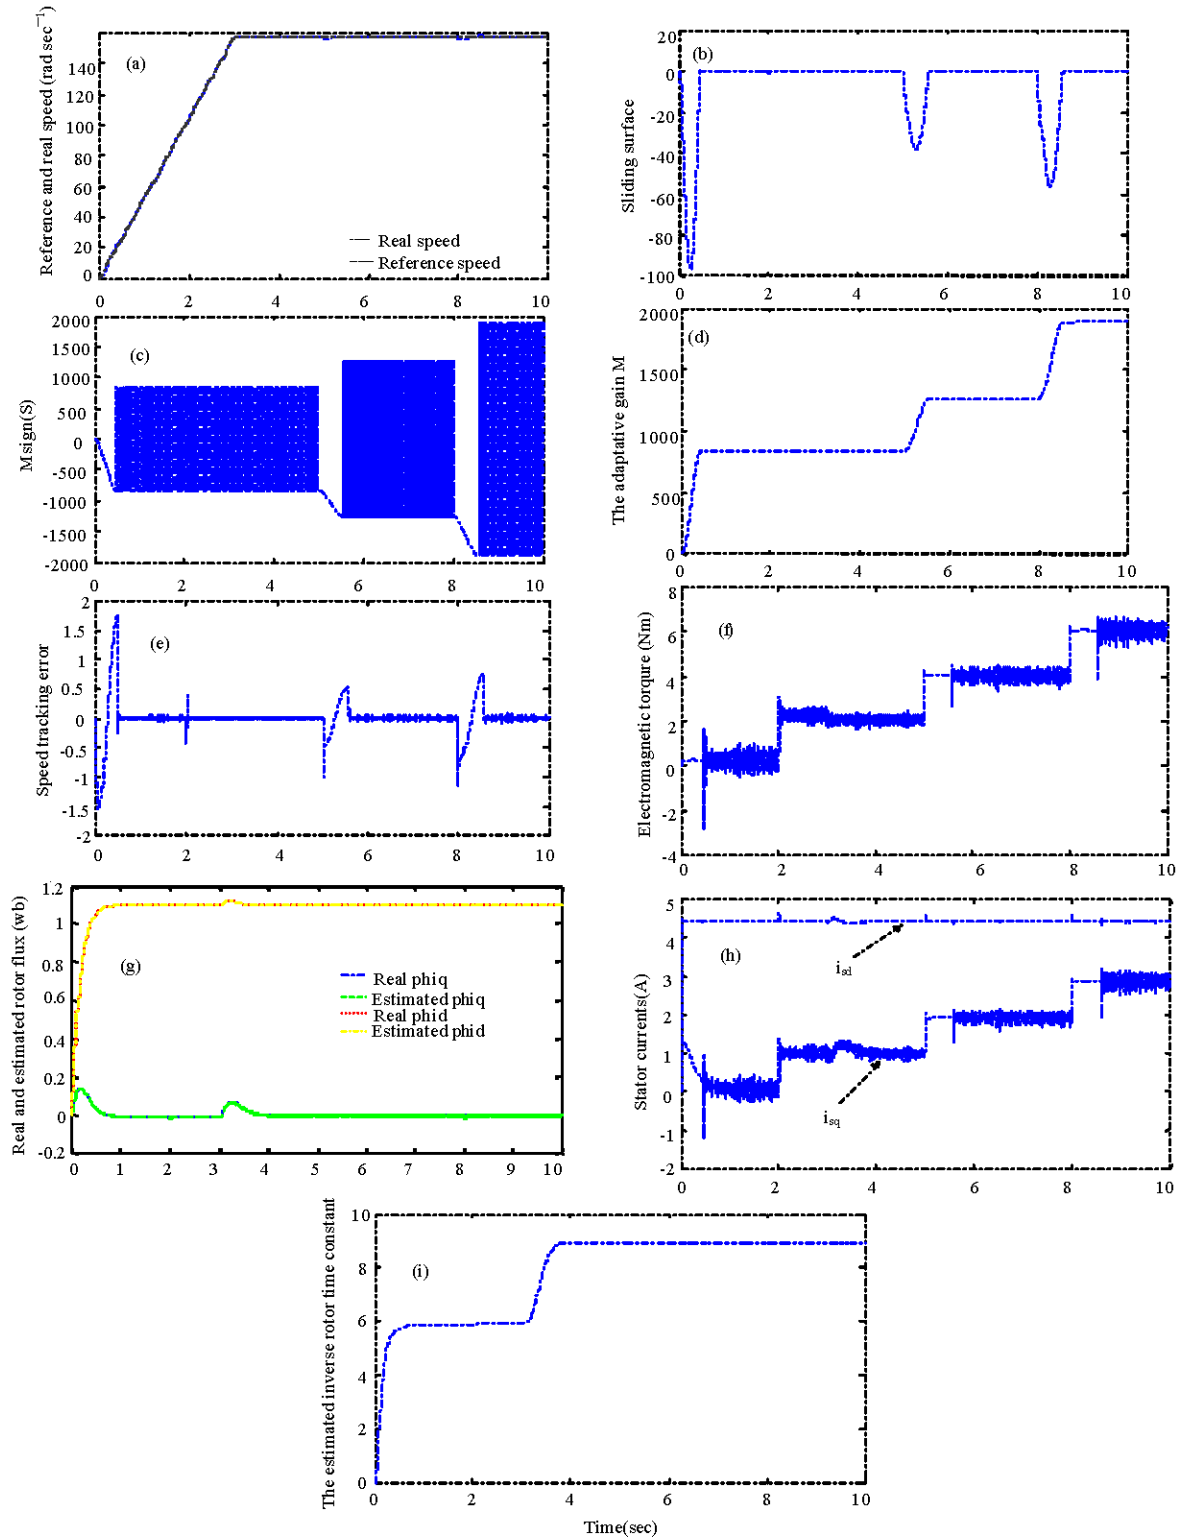 Reference and real speed (rad sec⁻¹)
(a)
140
120
100
80
60
40
20
0
Real speed
Reference speed
0 2 4 6 8 10
Sliding surface
(b)
20
0
-20
-40
-60
-80
-100
0 2 4 6 8 10
M sign(S)
(c)
2000
1500
1000
500
0
-500
-1000
-1500
-2000
0 2 4 6 8 10
The adaptative gain M
(d)
2000
1500
1000
500
0
0 2 4 6 8 10
Speed tracking error
(e)
2
1.5
1
0.5
0
-0.5
-1
-1.5
-2
0 2 4 6 8 10
Electromagnetic torqure (Nm)
(f)
8
6
4
2
0
-2
-4
0 2 4 6 8 10
Real and estimated rotor flux (wb)
(g)
1.2
1
0.8
0.6
0.4
0.2
0
-0.2
Real phiq
Estimated phiq
Real phid
Estimated phid
0 1 2 3 4 5 6 7 8 9 10
Stator currents(A)
(h)
5
4
3
2
1
0
-1
-2
i_sd
i_sq
0 2 4 6 8 10
The estimated inverse rotor time constant
(i)
10
8
6
4
2
0
0 2 4 6 8 10
Time(sec)